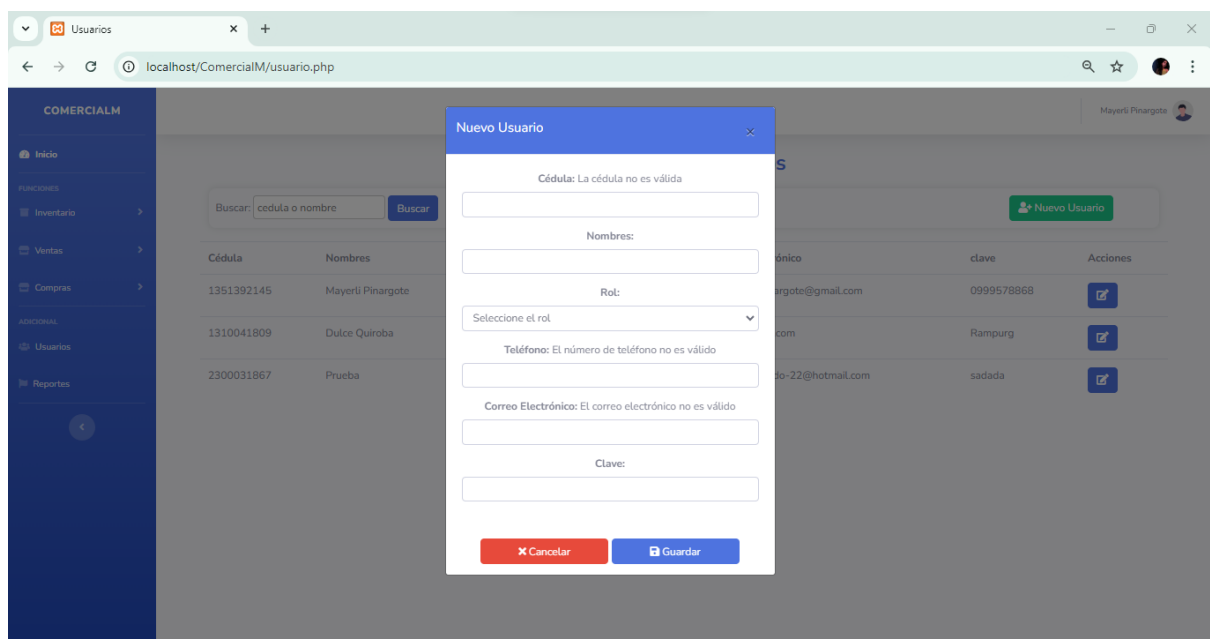 Usuarios
localhost/ComercialM/usuario.php
COMERCIALM
Mayerli Pinargote
Inicio
FUNCIONES
Inventario
Ventas
Compras
ADICIONAL
Usuarios
Reportes
s
Buscar: cedula o nombre Buscar
Nuevo Usuario
Cédula Nombres ónico clave Acciones
1351392145 Mayerli Pinargote argote@gmail.com 0999578868
1310041809 Dulce Quiroba .com Rampurg
2300031867 Prueba do-22@hotmail.com sadada
Nuevo Usuario ×
Cédula: La cédula no es válida
Nombres:
Rol:
Seleccione el rol
Teléfono: El número de teléfono no es válido
Correo Electrónico: El correo electrónico no es válido
Clave:
Cancelar Guardar